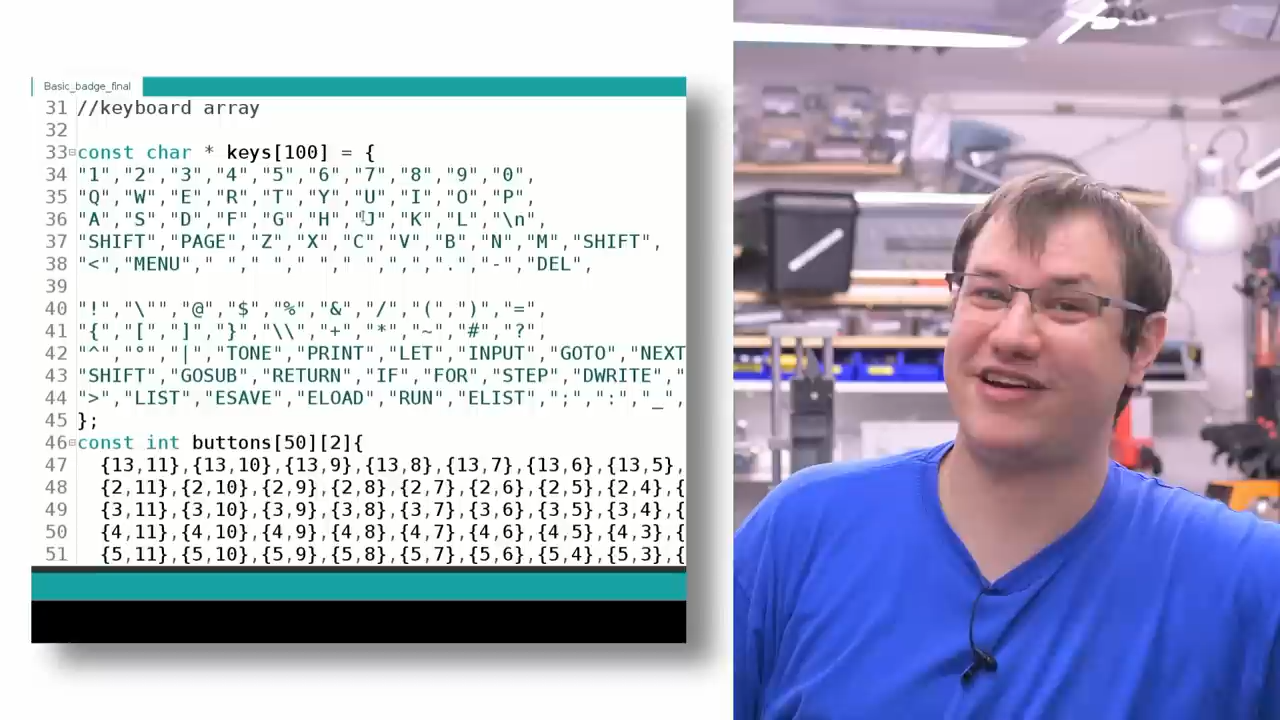 Basic_badge_final
31 //keyboard array
32
33 const char * keys[100] = {
34 "1","2","3","4","5","6","7","8","9","0",
35 "Q","W","E","R","T","Y","U","I","O","P",
36 "A","S","D","F","G","H","J","K","L","\n",
37 "SHIFT","PAGE","Z","X","C","V","B","N","M","SHIFT",
38 "<","MENU"," "," "," "," ",",",".","-","DEL",
39
40 "!","\"","@","$","%","&","/","(",")","=",
41 "{","[","]","}","\\","+","*","~","#","?",
42 "^","°","|","TONE","PRINT","LET","INPUT","GOTO","NEXT
43 "SHIFT","GOSUB","RETURN","IF","FOR","STEP","DWRITE","
44 ">","LIST","ESAVE","ELOAD","RUN","ELIST",";",":","_",
45 };
46 const int buttons[50][2]{
47 {13,11},{13,10},{13,9},{13,8},{13,7},{13,6},{13,5},
48 {2,11},{2,10},{2,9},{2,8},{2,7},{2,6},{2,5},{2,4},{
49 {3,11},{3,10},{3,9},{3,8},{3,7},{3,6},{3,5},{3,4},{
50 {4,11},{4,10},{4,9},{4,8},{4,7},{4,6},{4,5},{4,3},{
51 {5,11},{5,10},{5,9},{5,8},{5,7},{5,6},{5,4},{5,3},{